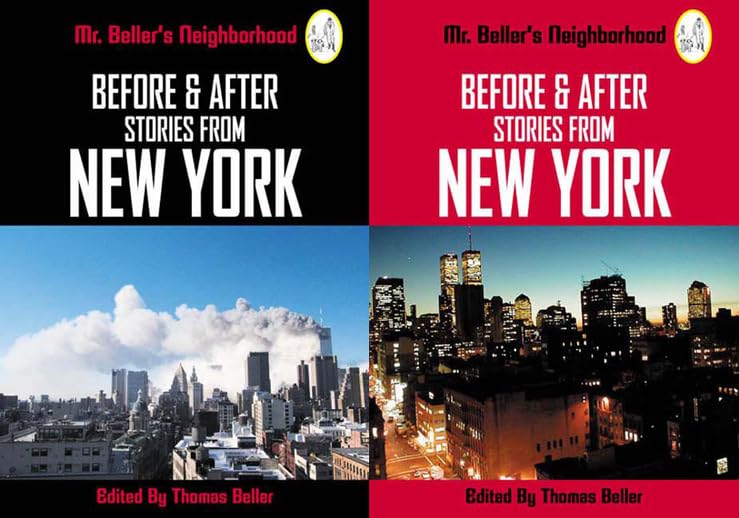 Mr. Beller's Neighborhood
BEFORE & AFTER
STORIES FROM
NEW YORK
Edited By Thomas Beller
Mr. Beller's Neighborhood
BEFORE & AFTER
STORIES FROM
NEW YORK
Edited By Thomas Beller